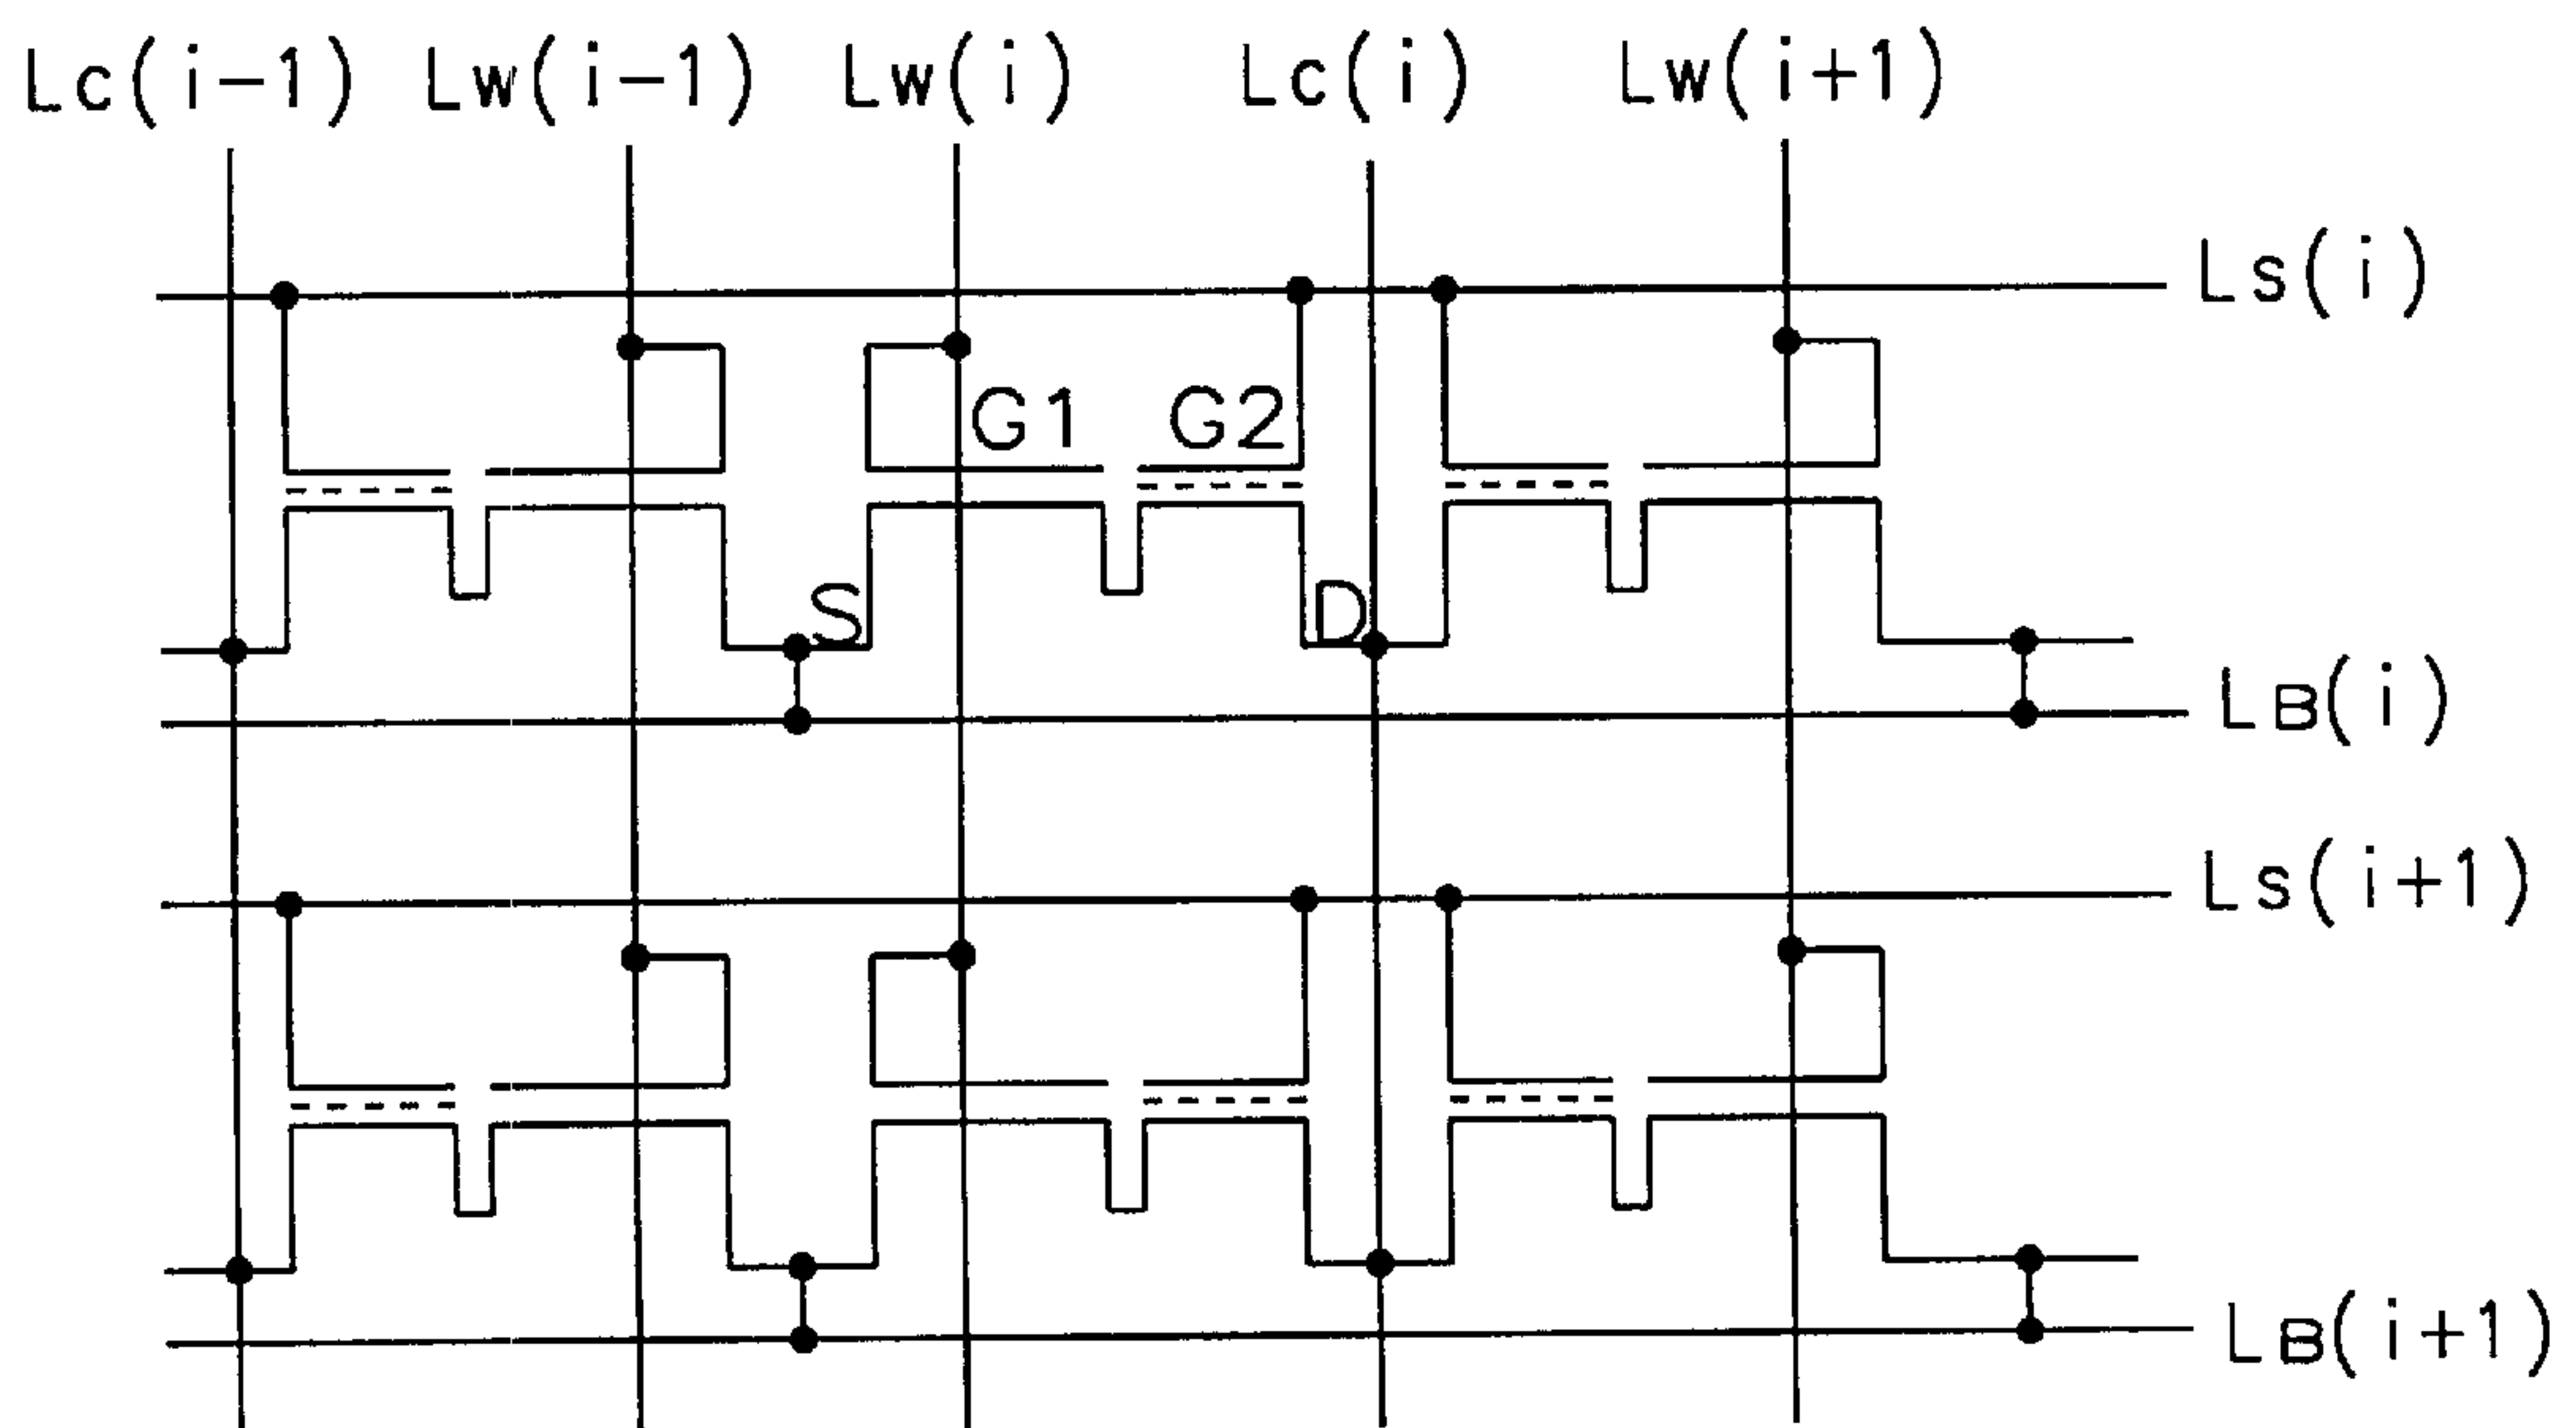 Lc(i-1) Lw(i-1) Lw(i) Lc(i) Lw(i+1)
Ls(i)
G1 G2
S D
LB(i)
Ls(i+1)
LB(i+1)